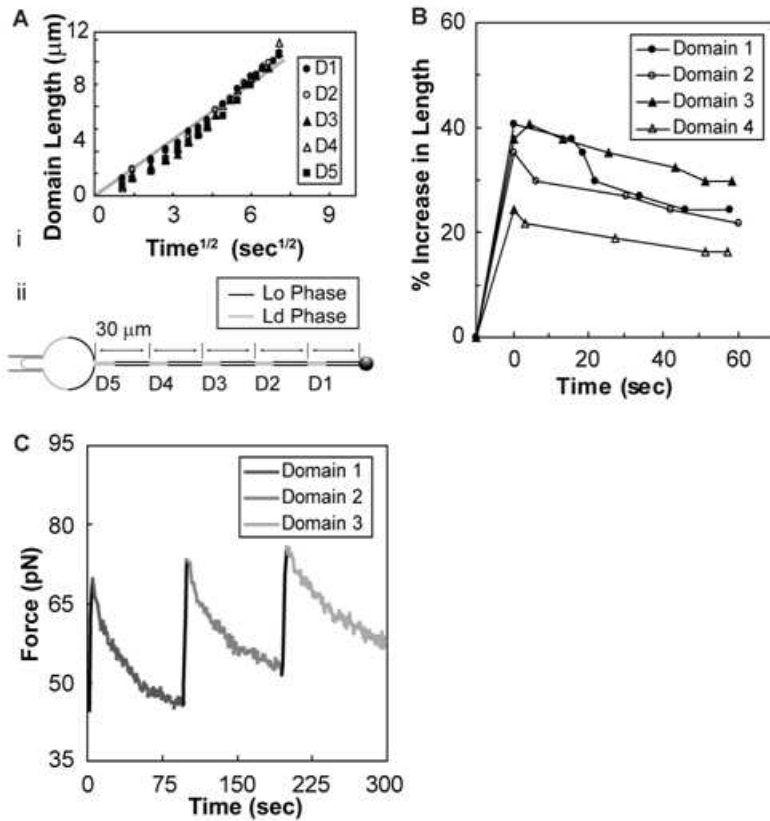 A
Domain Length (µm)
12
8
4
0
0 3 6 9
Time1/2 (sec1/2)
D1
D2
D3
D4
D5
i
ii
Lo Phase
Ld Phase
30 µm
D5 D4 D3 D2 D1
B
% Increase in Length
60
40
20
0
0 20 40 60
Time (sec)
Domain 1
Domain 2
Domain 3
Domain 4
C
Force (pN)
95
80
65
50
35
0 75 150 225 300
Time (sec)
Domain 1
Domain 2
Domain 3